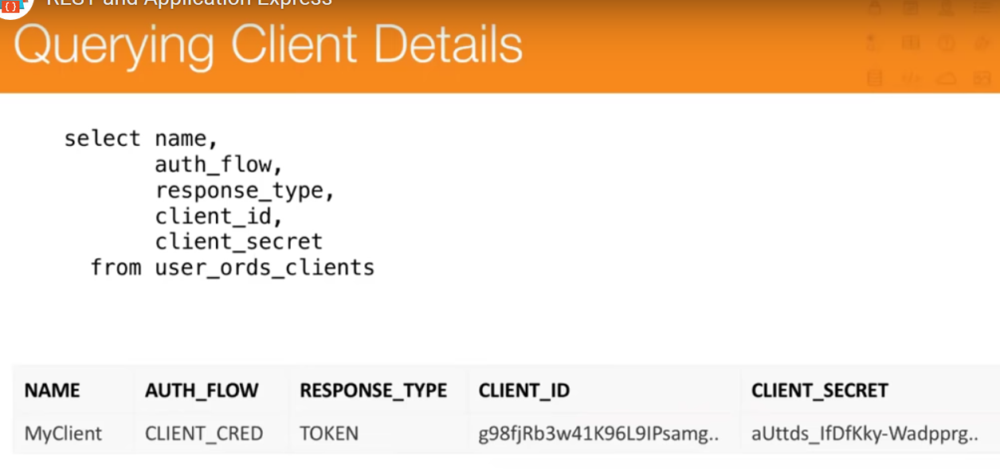 REST and Application Express
Querying Client Details
select name,
auth_flow,
response_type,
client_id,
client_secret
from user_ords_clients
NAME AUTH_FLOW RESPONSE_TYPE CLIENT_ID CLIENT_SECRET
MyClient CLIENT_CRED TOKEN g98fjRb3w41K96L9IPsamg.. aUttds_IfDfKky-Wadpprg..